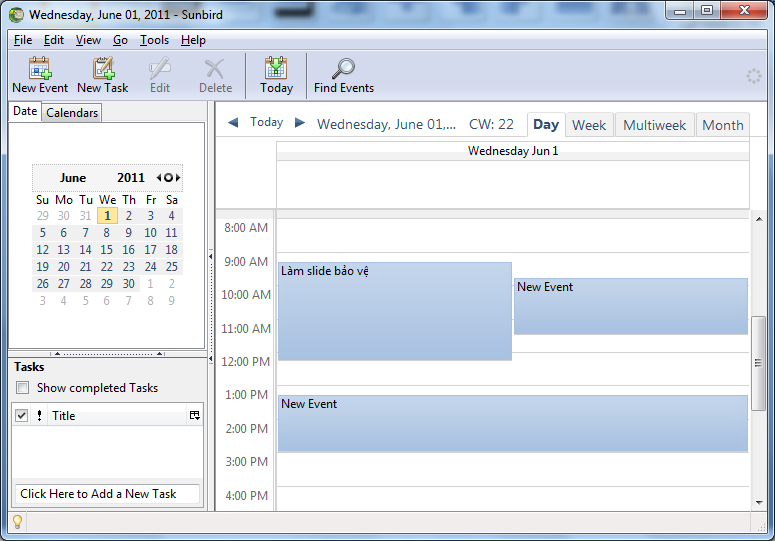 Wednesday, June 01, 2011 - Sunbird
File Edit View Go Tools Help
New Event New Task Edit Delete Today Find Events
Date Calendars
June 2011
Su Mo Tu We Th Fr Sa
29 30 31 1 2 3 4
5 6 7 8 9 10 11
12 13 14 15 16 17 18
19 20 21 22 23 24 25
26 27 28 29 30 1 2
3 4 5 6 7 8 9
Tasks
Show completed Tasks
! Title
Click Here to Add a New Task
Today Wednesday, June 01,... CW: 22 Day Week Multiweek Month
Wednesday Jun 1
8:00 AM
9:00 AM
Làm slide bảo vệ
New Event
10:00 AM
11:00 AM
12:00 PM
1:00 PM
New Event
2:00 PM
3:00 PM
4:00 PM